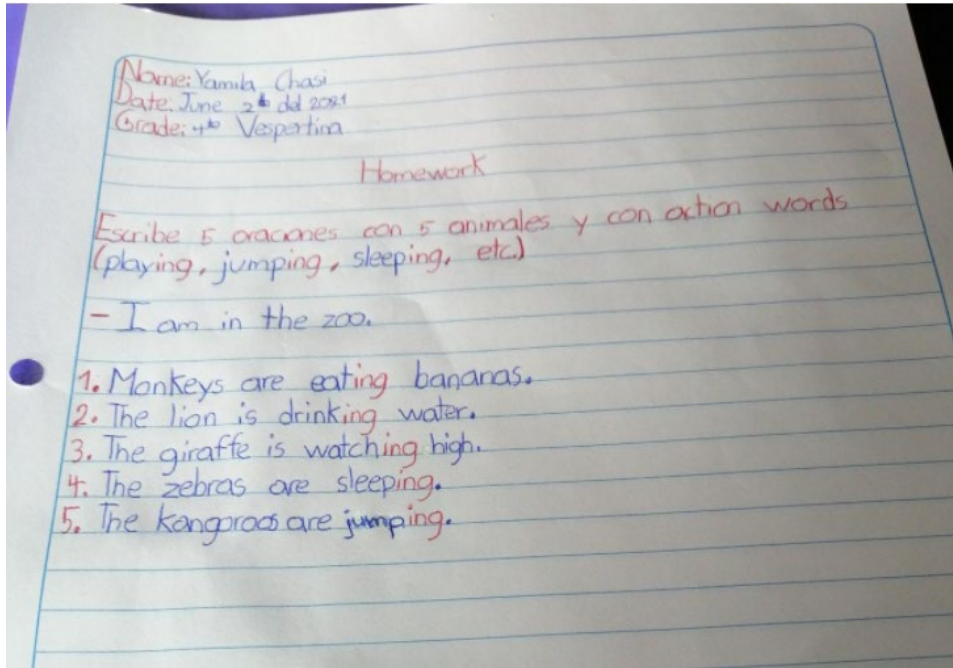 Name: Yamila Chasi
Date: June 2th del 2021
Grade: 4to Vespertina
Homework
Escribe 5 oraciones con 5 animales y con action words
(playing, jumping, sleeping, etc.)
- I am in the zoo.
1. Monkeys are eating bananas.
2. The lion is drinking water.
3. The giraffe is watching high.
4. The zebras are sleeping.
5. The kangoroos are jumping.